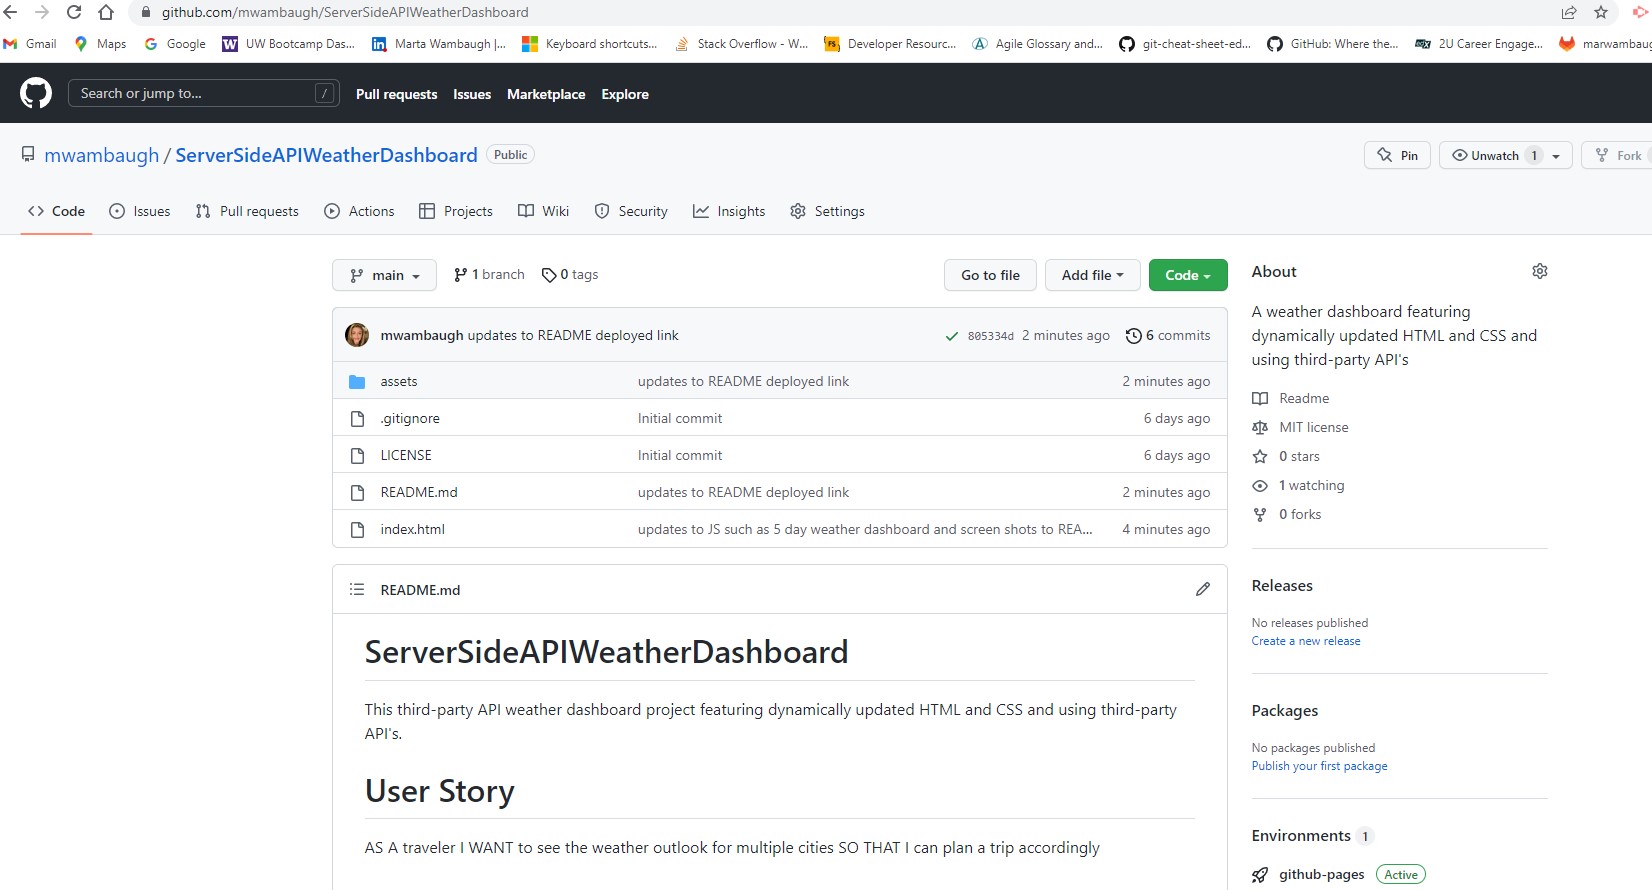 github.com/mwambaugh/ServerSideAPIWeatherDashboard
Gmail Maps Google UW Bootcamp Das... Marta Wambaugh |,... Keyboard shortcuts... Stack Overflow - W... Developer Resourc... Agile Glossary and... git-cheat-sheet-ed... GitHub: Where the... 2U Career Engage... marwambaug
Search or jump to... / Pull requests Issues Marketplace Explore
mwambaugh / ServerSideAPIWeatherDashboard Public Pin Unwatch 1 Fork
<> Code Issues Pull requests Actions Projects Wiki Security Insights Settings
main 1 branch 0 tags Go to file Add file Code
mwambaugh updates to README deployed link 805334d 2 minutes ago 6 commits
assets updates to README deployed link 2 minutes ago
.gitignore Initial commit 6 days ago
LICENSE Initial commit 6 days ago
README.md updates to README deployed link 2 minutes ago
index.html updates to JS such as 5 day weather dashboard and screen shots to REA... 4 minutes ago
README.md
ServerSideAPIWeatherDashboard
This third-party API weather dashboard project featuring dynamically updated HTML and CSS and using third-party
API's.
User Story
AS A traveler I WANT to see the weather outlook for multiple cities SO THAT I can plan a trip accordingly
About
A weather dashboard featuring
dynamically updated HTML and CSS and
using third-party API's
Readme
MIT license
0 stars
1 watching
0 forks
Releases
No releases published
Create a new release
Packages
No packages published
Publish your first package
Environments 1
github-pages Active